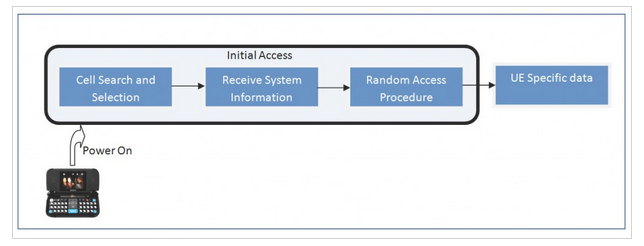 Initial Access
Cell Search and
Selection
Receive System
Information
Random Access
Procedure
UE Specific data
Power On